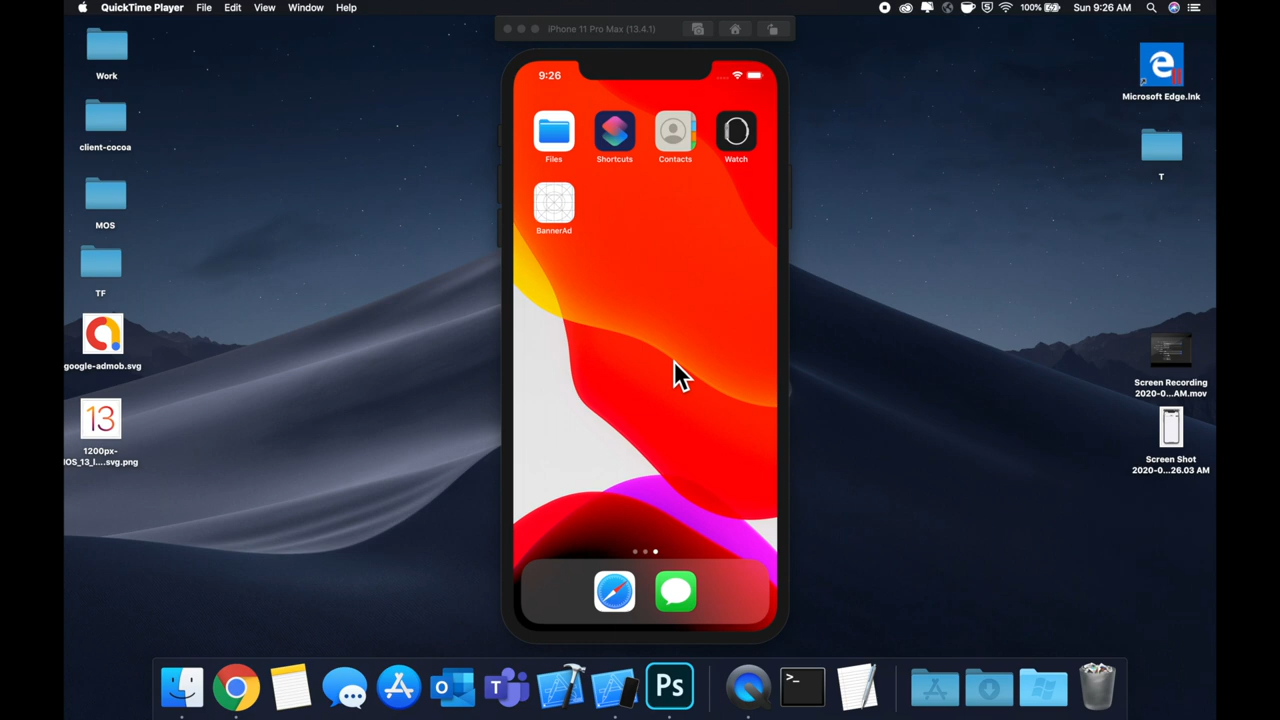 QuickTime Player File Edit View Window Help
100% Sun 9:26 AM
iPhone 11 Pro Max (13.4.1)
Work
client-cocoa
MOS
TF
google-admob.svg
13
1200px-
IOS_13_l....svg.png
9:26
Files Shortcuts Contacts Watch
BannerAd
Microsoft Edge.lnk
T
Screen Recording
2020-0...AM.mov
Screen Shot
2020-0...26.03 AM
Ps
>_